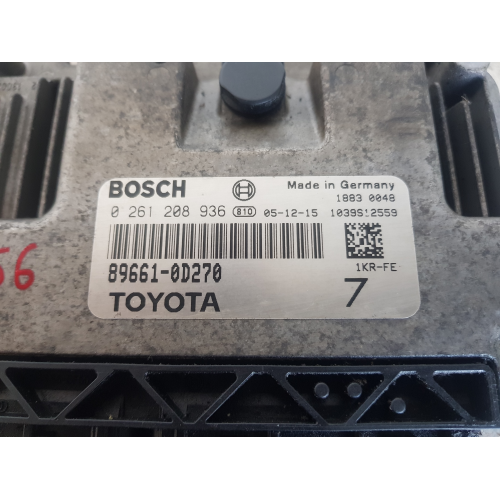 BOSCH Made in Germany
1883 0048
0 261 208 936 810 05-12-15 1039S12559
89661-0D270 1KR-FE
TOYOTA 7
56